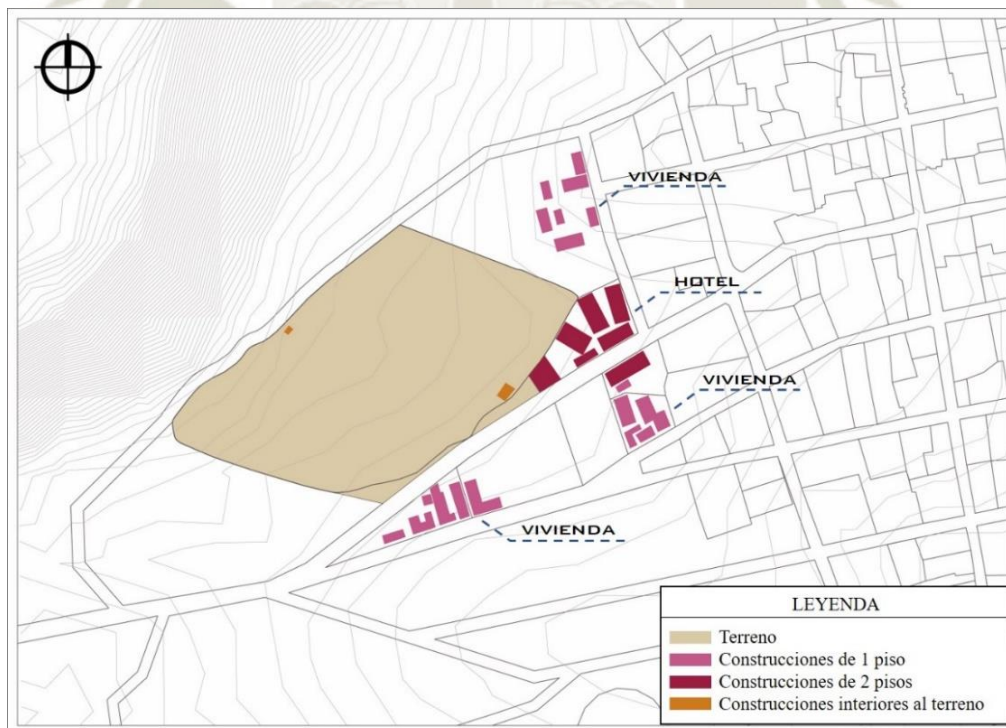 VIVIENDA
HOTEL
VIVIENDA
VIVIENDA
LEYENDA
Terreno
Construcciones de 1 piso
Construcciones de 2 pisos
Construcciones interiores al terreno